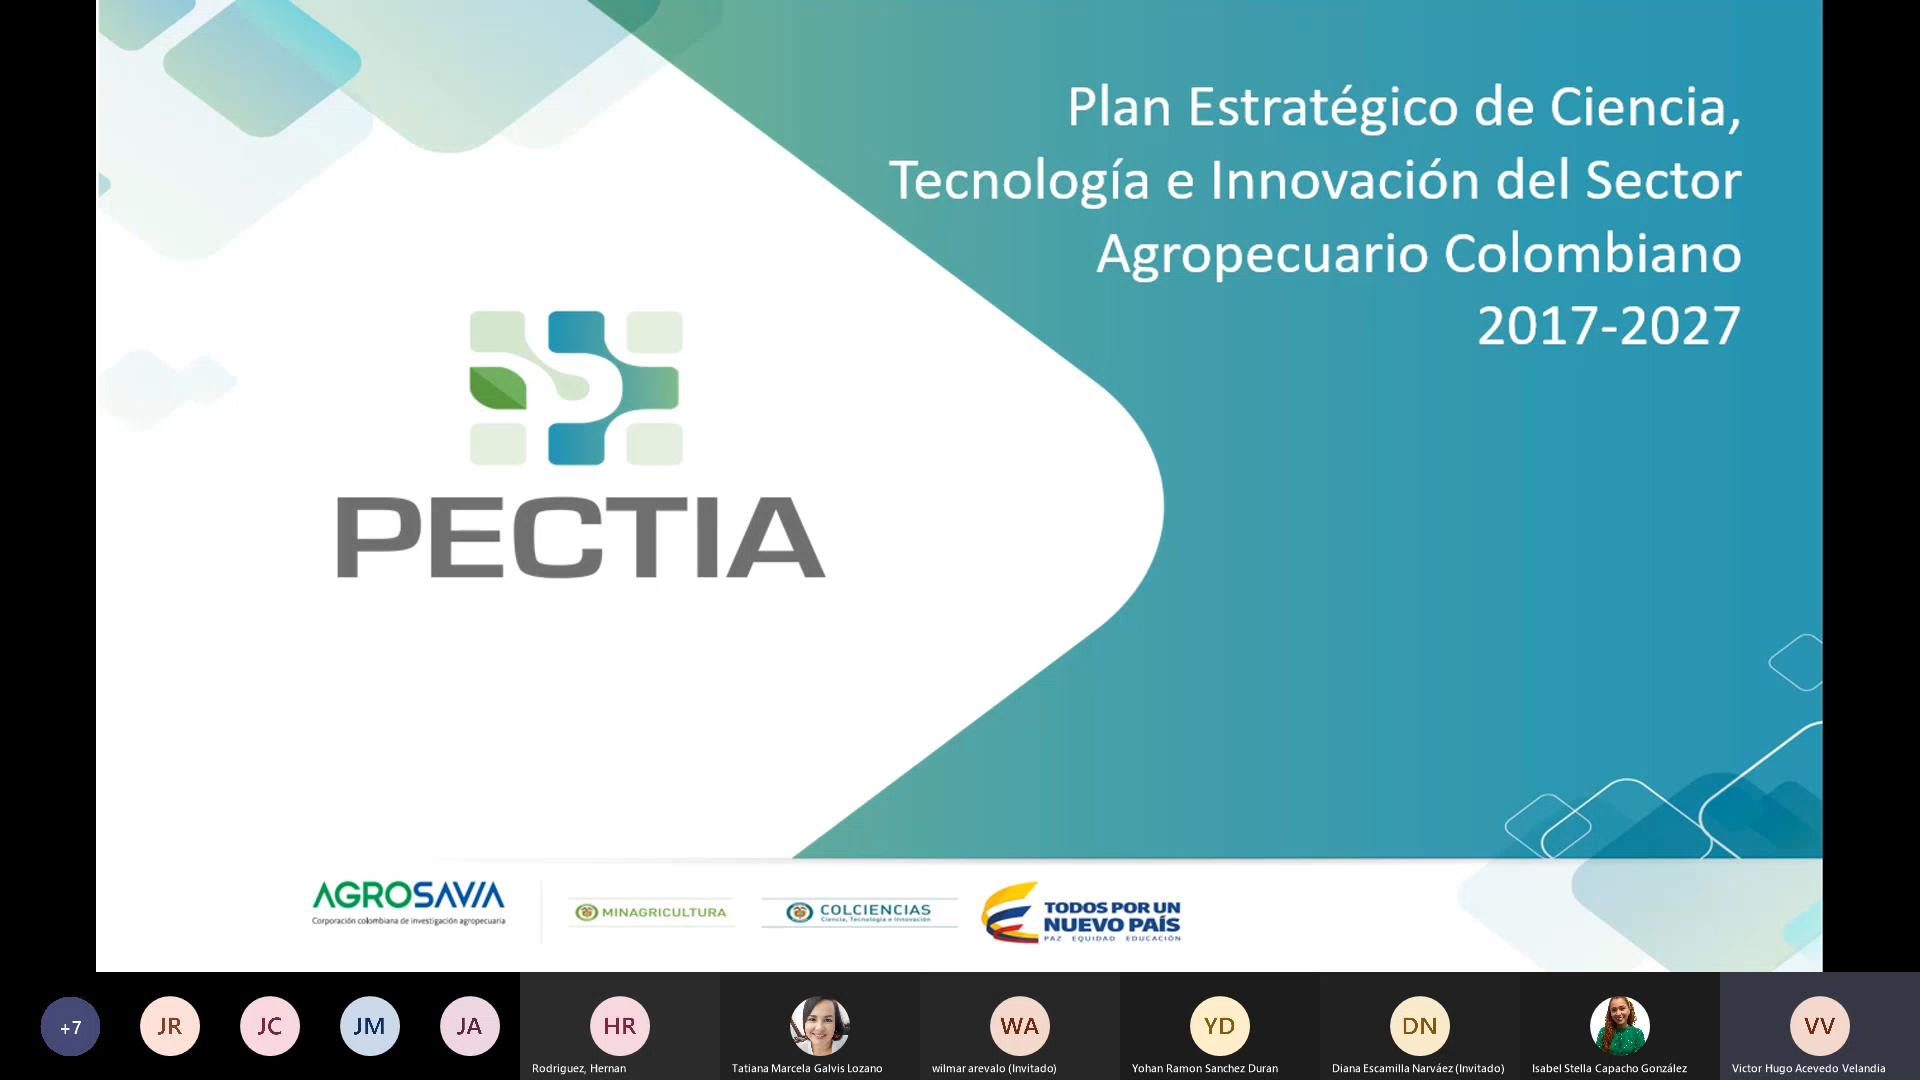 Plan Estratégico de Ciencia,
Tecnología e Innovación del Sector
Agropecuario Colombiano
2017-2027
PECTIA
AGROSAVIA
Corporación colombiana de investigación agropecuaria
MINAGRICULTURA
COLCIENCIAS
Ciencia, Tecnología e Innovación
TODOS POR UN
NUEVO PAÍS
PAZ EQUIDAD EDUCACIÓN
+7
JR
JC
JM
JA
HR
WA
YD
DN
VV
Rodriguez, Hernan
Tatiana Marcela Galvis Lozano
wilmar arevalo (Invitado)
Yohan Ramon Sanchez Duran
Diana Escamilla Narváez (Invitado)
Isabel Stella Capacho González
Victor Hugo Acevedo Velandia